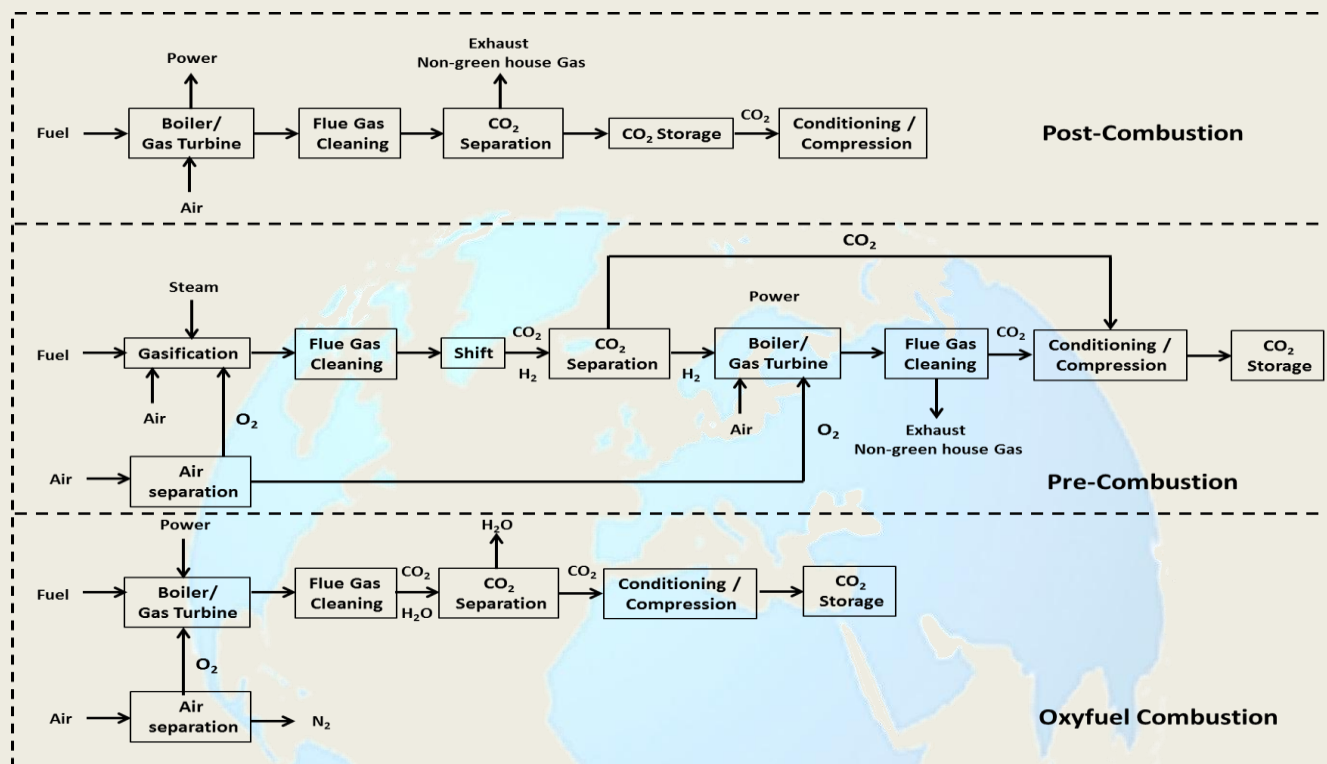 Exhaust
Non-green house Gas
Power
Fuel
Boiler/
Gas Turbine
Flue Gas
Cleaning
CO₂
Separation
CO₂ Storage
CO₂
Conditioning /
Compression
Post-Combustion
Air
CO₂
Steam
Power
Fuel
Gasification
Flue Gas
Cleaning
Shift
CO₂
H₂
CO₂
Separation
H₂
Boiler/
Gas Turbine
Flue Gas
Cleaning
CO₂
Conditioning /
Compression
CO₂
Storage
Air
O₂
Air
O₂
Exhaust
Non-green house Gas
Air
Air
separation
Pre-Combustion
Power
H₂O
Fuel
Boiler/
Gas Turbine
Flue Gas
Cleaning
CO₂
H₂O
CO₂
Separation
CO₂
Conditioning /
Compression
CO₂
Storage
O₂
Air
Air
separation
N₂
Oxyfuel Combustion